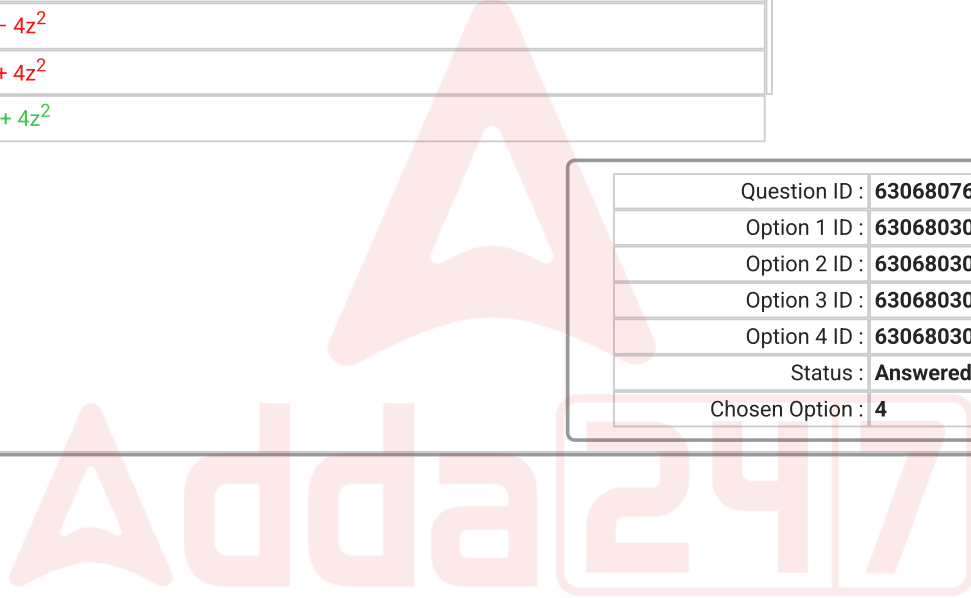 – 4z²
+ 4z²
+ 4z²
Question ID : 63068076
Option 1 ID : 63068030
Option 2 ID : 63068030
Option 3 ID : 63068030
Option 4 ID : 63068030
Status : Answered
Chosen Option : 4
Adda247